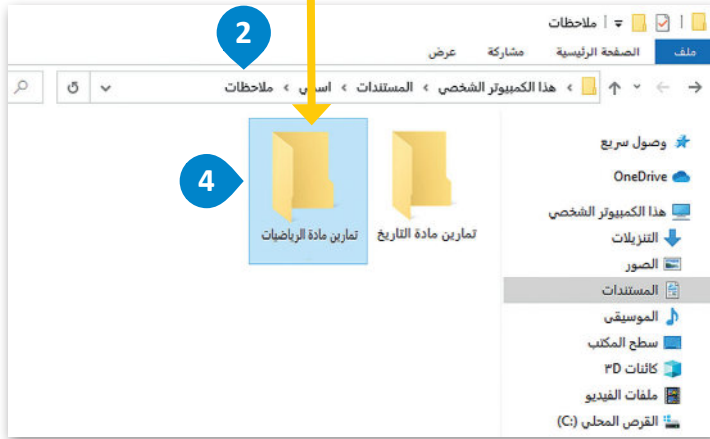 ملاحظات
ملف الصفحة الرئيسية مشاركة عرض
2
هذا الكمبيوتر الشخصي › المستندات › اسمي › ملاحظات
وصول سريع
OneDrive
هذا الكمبيوتر الشخصي
التنزيلات
الصور
المستندات
الموسيقى
سطح المكتب
كائنات ٣D
ملفات الفيديو
القرص المحلي (C:)
تمارين مادة التاريخ
4
تمارين مادة الرياضيات